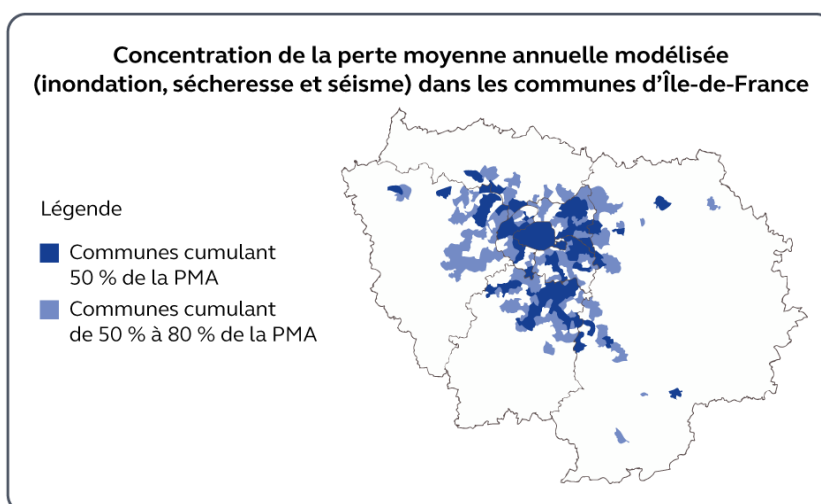 Concentration de la perte moyenne annuelle modélisée
(inondation, sécheresse et séisme) dans les communes d’Île-de-France
Légende
Communes cumulant
50 % de la PMA
Communes cumulant
de 50 % à 80 % de la PMA